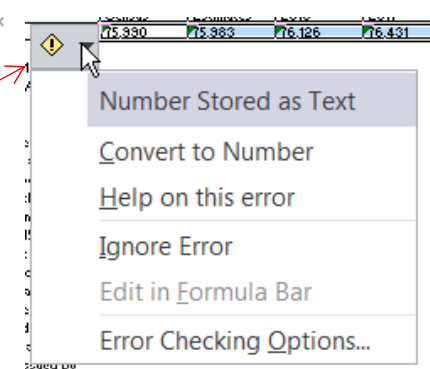 75.990 75.983 76.126 76.431
Number Stored as Text
Convert to Number
Help on this error
Ignore Error
Edit in Formula Bar
Error Checking Options...